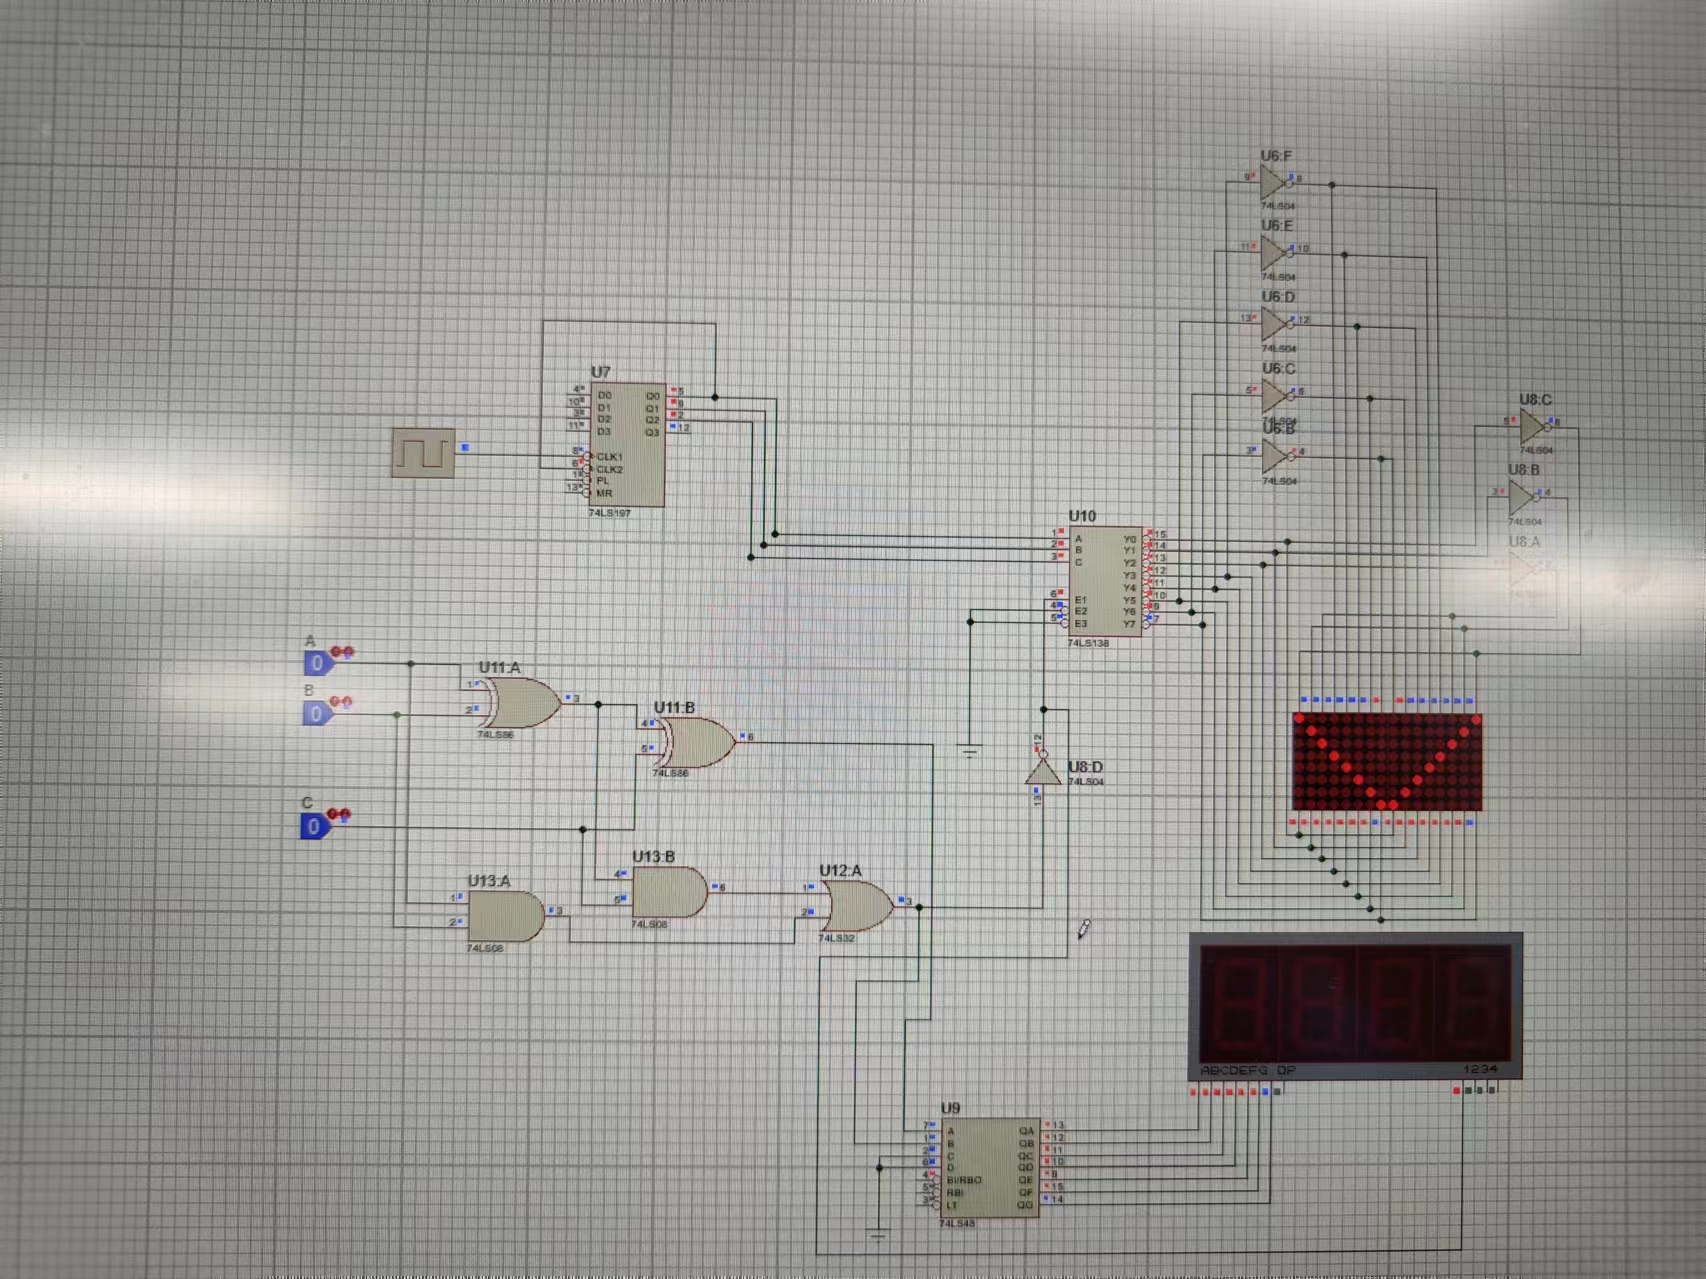 U6:F
9
8
74LS04
U6:E
11
10
74LS04
U6:D
13
12
74LS04
U6:C
5
6
74LS04
U6:B
3
4
74LS04
U8:C
5
6
74LS04
U8:B
3
4
74LS04
U8:A
U7
4 D0 Q0 5
10 D1 Q1 9
3 D2 Q2 2
11 D3 Q3 12
8 CLK1
6 CLK2
1 PL
13 MR
74LS197
U10
1 A Y0 15
2 B Y1 14
3 C Y2 13
Y3 12
Y4 11
6 E1 Y5 10
4 E2 Y6 9
5 E3 Y7 7
74LS138
A
0
B
0
C
0
U11:A
1
2
3
74LS86
U11:B
4
5
6
74LS86
U8:D
12
13
74LS04
U13:B
4
5
6
74LS08
U13:A
1
2
3
74LS08
U12:A
1
2
3
74LS32
ABCDEFG DP
1234
U9
7 A QA 13
1 B QB 12
2 C QC 11
6 D QD 10
4 BI/RBO QE 9
5 RBI QF 15
3 LT QG 14
74LS48